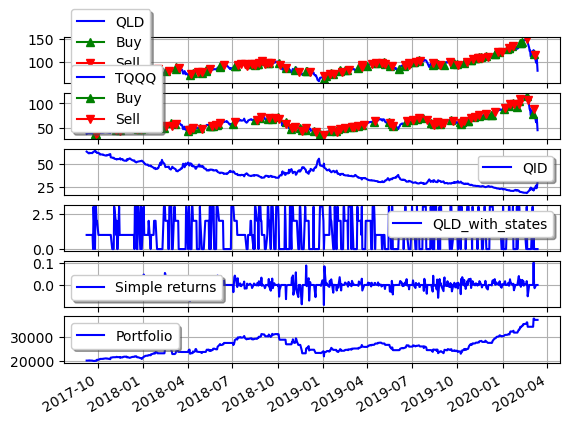 QLD
Buy
Sell
150
100
TQQQ
Buy
Sell
100
50
QID
50
25
QLD_with_states
2.5
0.0
Simple returns
0.1
0.0
Portfolio
30000
20000
2017-10 2018-01 2018-04 2018-07 2018-10 2019-01 2019-04 2019-07 2019-10 2020-01 2020-04